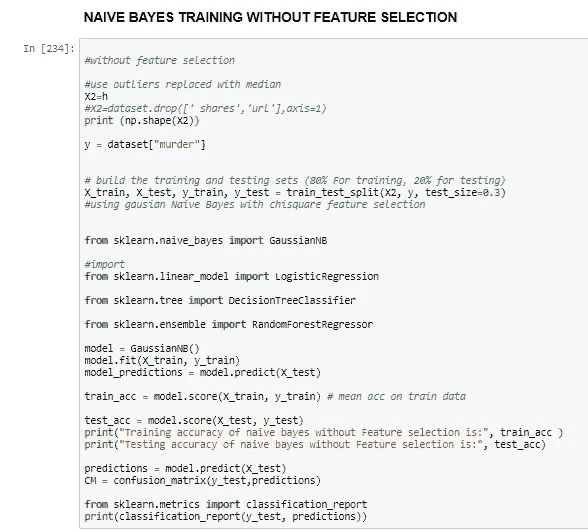 NAIVE BAYES TRAINING WITHOUT FEATURE SELECTION
In [234]:
#without feature selection
#use outliers replaced with median
X2=h
#X2=dataset.drop([' shares','url'],axis=1)
print (np.shape(X2))
y = dataset["murder"]
# build the training and testing sets (80% For training, 20% for testing)
X_train, X_test, y_train, y_test = train_test_split(X2, y, test_size=0.3)
#using gausian Naive Bayes with chisquare feature selection
from sklearn.naive_bayes import GaussianNB
#import
from sklearn.linear_model import LogisticRegression
from sklearn.tree import DecisionTreeClassifier
from sklearn.ensemble import RandomForestRegressor
model = GaussianNB()
model.fit(X_train, y_train)
model_predictions = model.predict(X_test)
train_acc = model.score(X_train, y_train) # mean acc on train data
test_acc = model.score(X_test, y_test)
print("Training accuracy of naive bayes without Feature selection is:", train_acc )
print("Testing accuracy of naive bayes without Feature selection is:", test_acc)
predictions = model.predict(X_test)
CM = confusion_matrix(y_test,predictions)
from sklearn.metrics import classification_report
print(classification_report(y_test, predictions))